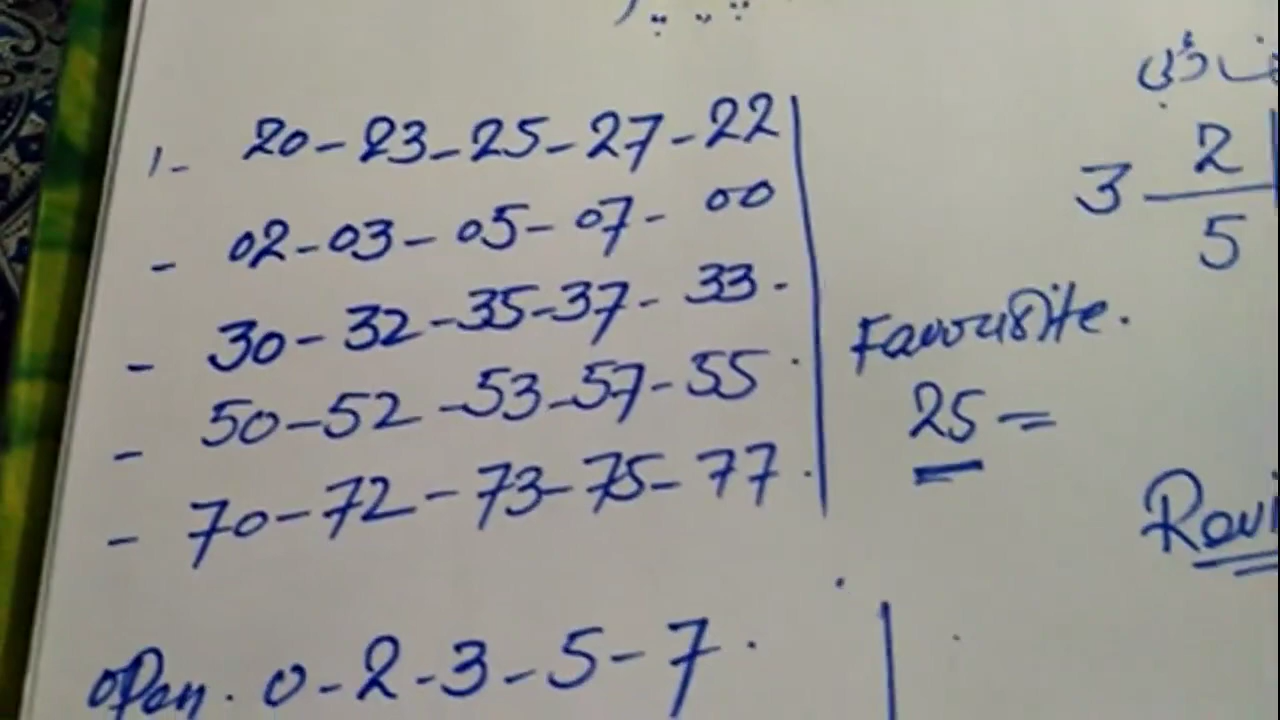 1- 20-23-25-27-22
- 02-03-05-07-00
- 30-32-35-37-33-
- 50-52-53-57-55.
- 70-72-73-75-77.
3 2
5
Favourite.
25=
Ravi
open. 0-2-3-5-7.